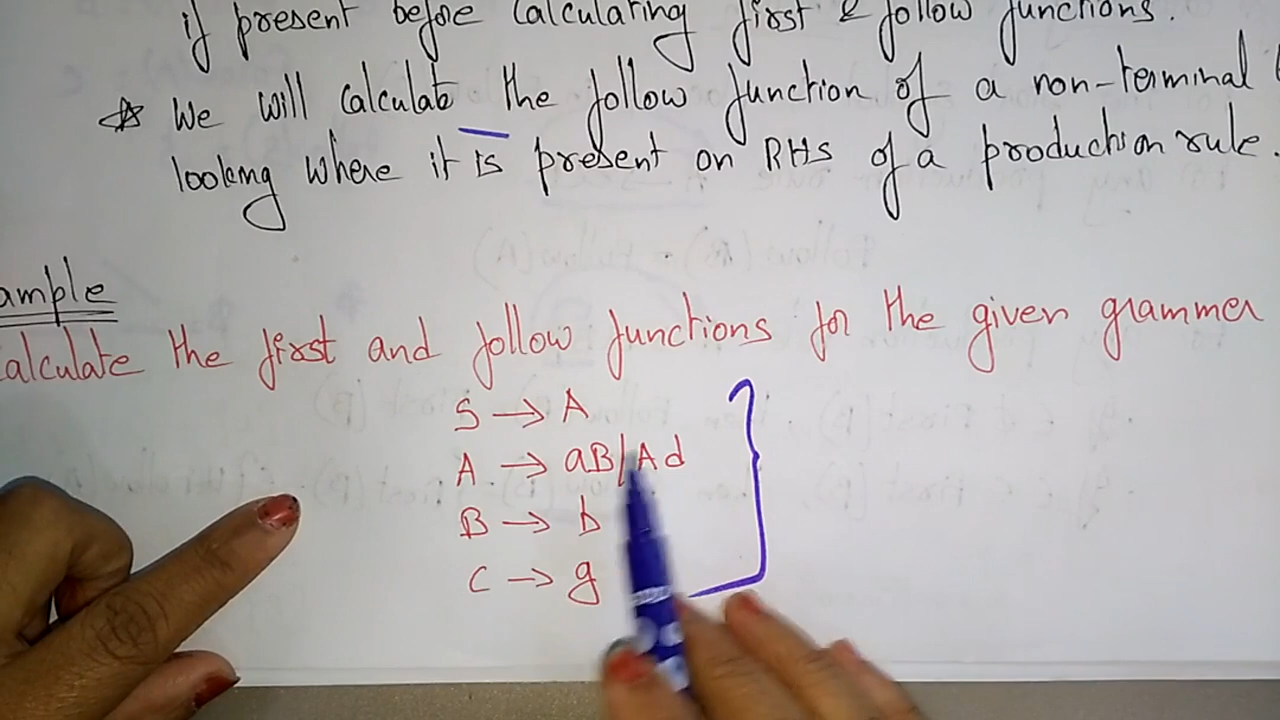 if present before calculating first & follow functions.
☆ We will calculate the follow function of a non-terminal
looking where it is present on RHS of a production rule.
ample
alculate the first and follow functions for the given grammer
S → A
A → aB/Ad
B → b
C → g